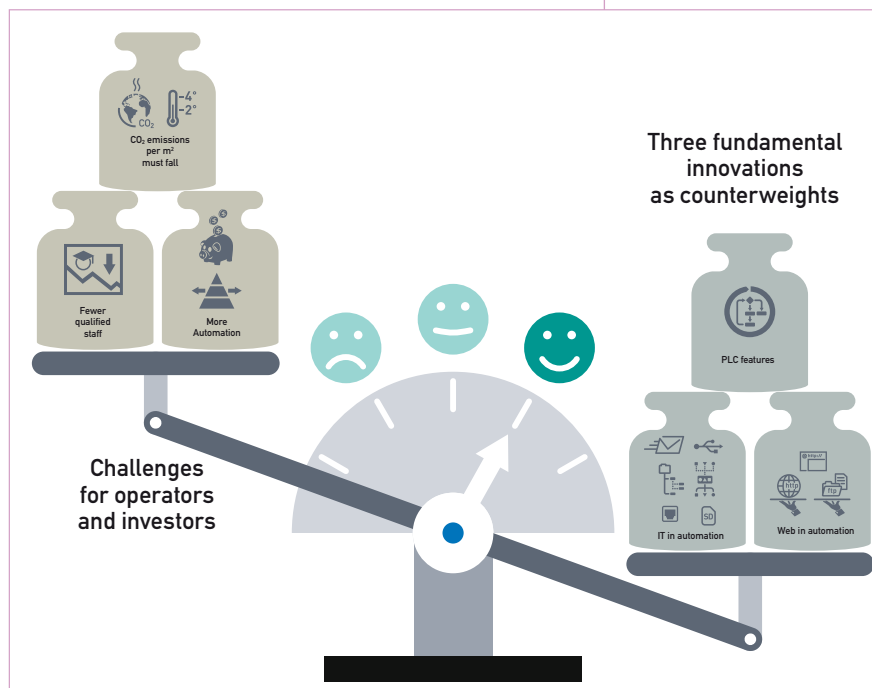 CO₂
-4°
-2°
CO₂ emissions
per m²
must fall
Fewer
qualified
staff
More
Automation
Challenges
for operators
and investors
Three fundamental
innovations
as counterweights
PLC features
IT in automation
SD
http://
http
ftp
Web in automation